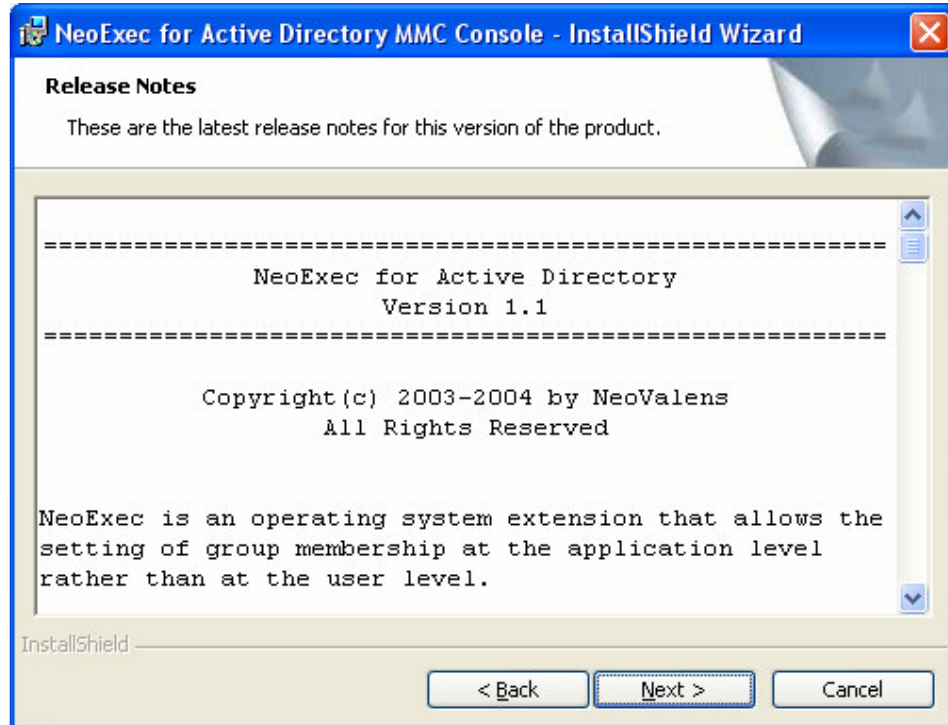 NeoExec for Active Directory MMC Console - InstallShield Wizard
Release Notes
These are the latest release notes for this version of the product.
========================================================
NeoExec for Active Directory
Version 1.1
========================================================
Copyright(c) 2003-2004 by NeoValens
All Rights Reserved
NeoExec is an operating system extension that allows the
setting of group membership at the application level
rather than at the user level.
InstallShield
< Back
Next >
Cancel